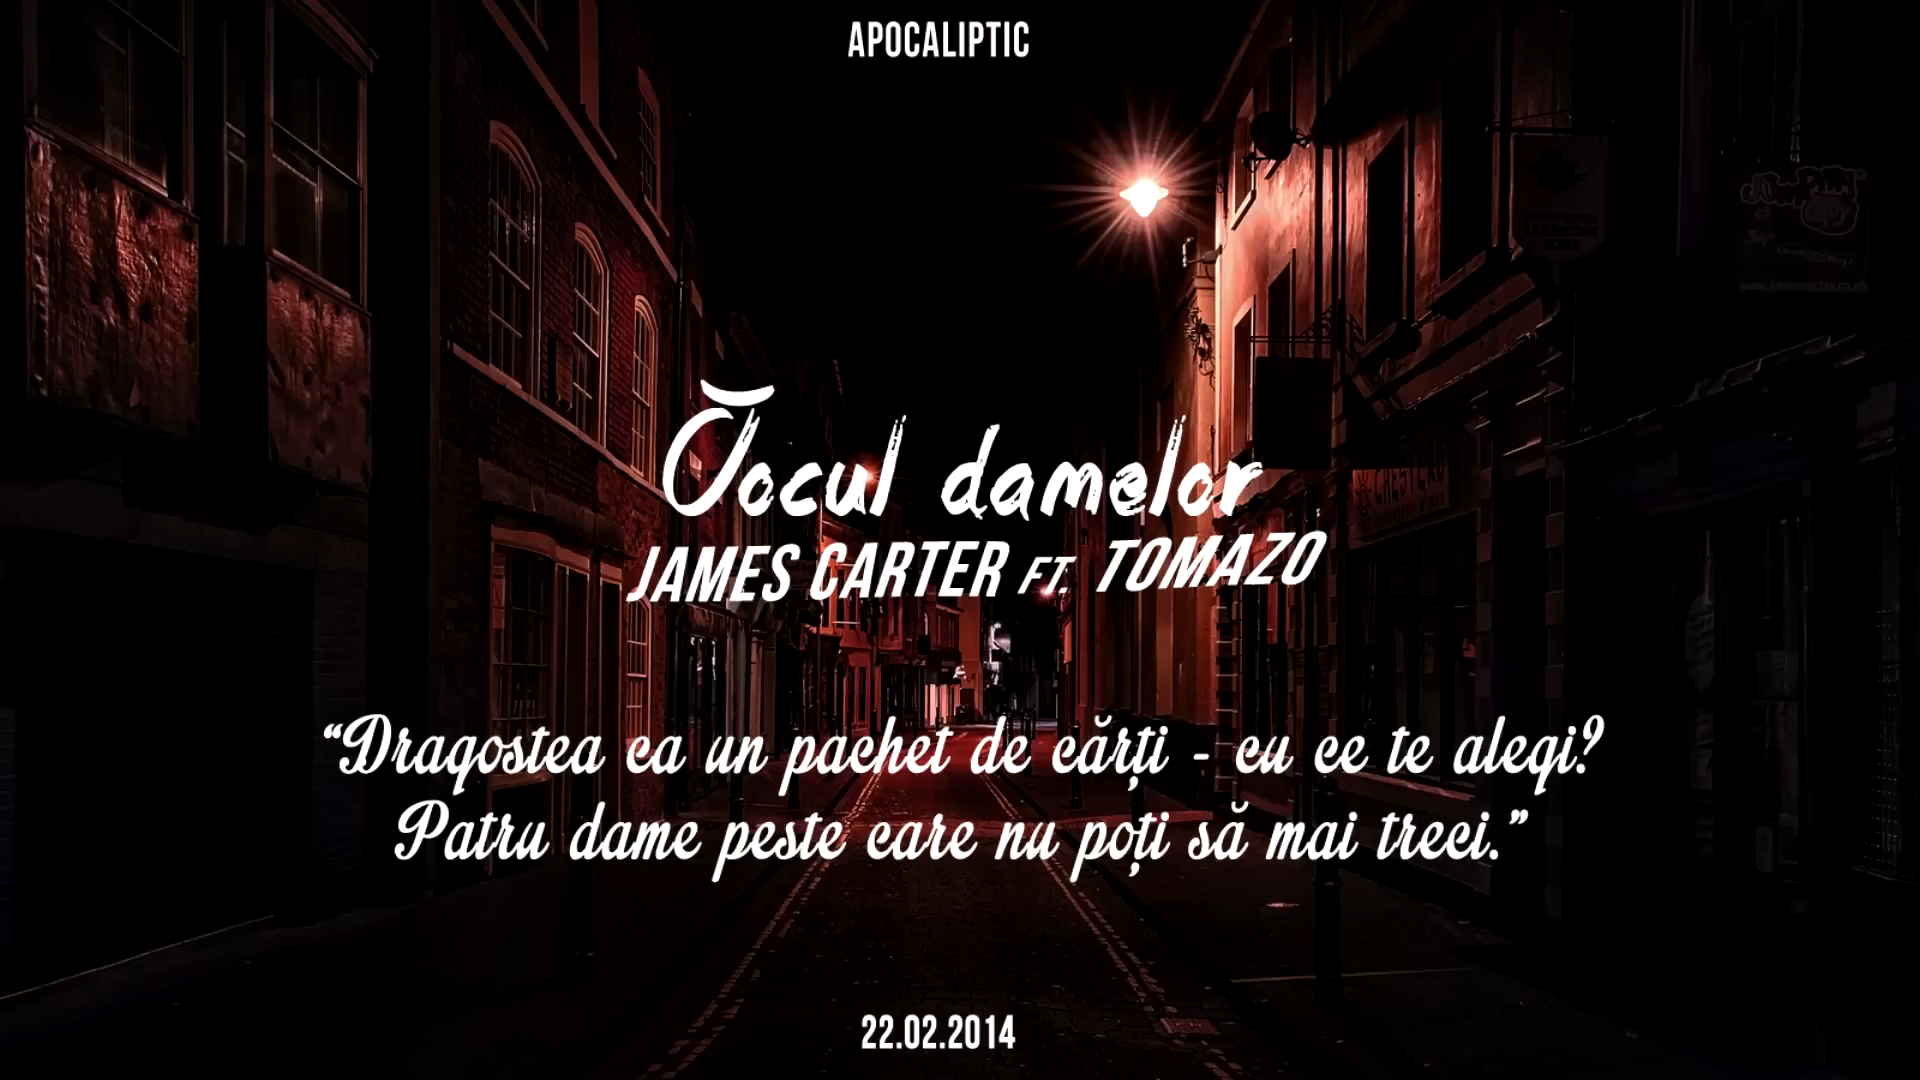 APOCALIPTIC
Jocul damelor
JAMES CARTER FT. TOMAZO
“Dragostea ca un pachet de cărți - cu ce te alegi?
Patru dame peste care nu poți să mai treci.”
22.02.2014